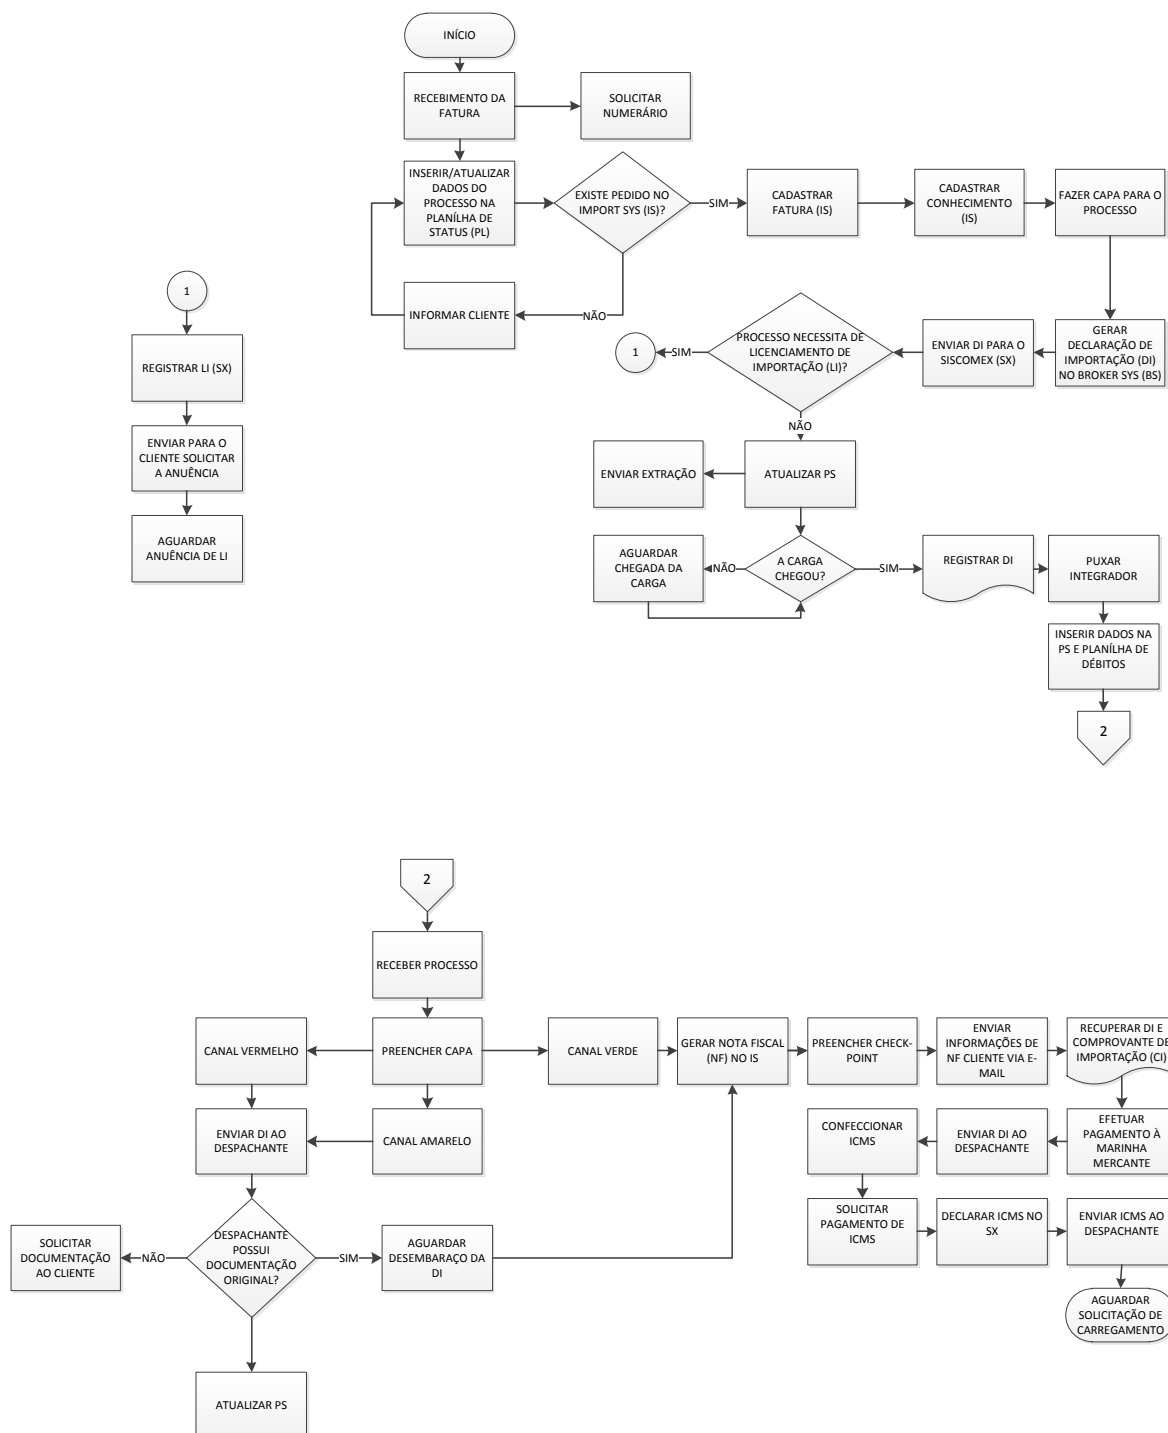 INÍCIO
RECEBIMENTO DA
FATURA
SOLICITAR
NUMERÁRIO
INSERIR/ATUALIZAR
DADOS DO
PROCESSO NA
PLANÍLHA DE
STATUS (PL)
EXISTE PEDIDO NO
IMPORT SYS (IS)?
SIM
CADASTRAR
FATURA (IS)
CADASTRAR
CONHECIMENTO
(IS)
FAZER CAPA PARA O
PROCESSO
NÃO
INFORMAR CLIENTE
GERAR
DECLARAÇÃO DE
IMPORTAÇÃO (DI)
NO BROKER SYS (BS)
ENVIAR DI PARA O
SISCOMEX (SX)
PROCESSO NECESSITA DE
LICENCIAMENTO DE
IMPORTAÇÃO (LI)?
SIM
1
1
REGISTRAR LI (SX)
ENVIAR PARA O
CLIENTE SOLICITAR
A ANUÊNCIA
AGUARDAR
ANUÊNCIA DE LI
NÃO
ATUALIZAR PS
ENVIAR EXTRAÇÃO
A CARGA
CHEGOU?
NÃO
AGUARDAR
CHEGADA DA
CARGA
SIM
REGISTRAR DI
PUXAR
INTEGRADOR
INSERIR DADOS NA
PS E PLANÍLHA DE
DÉBITOS
2
2
RECEBER PROCESSO
CANAL VERMELHO
PREENCHER CAPA
CANAL VERDE
GERAR NOTA FISCAL
(NF) NO IS
PREENCHER CHECK-
POINT
ENVIAR
INFORMAÇÕES DE
NF CLIENTE VIA E-
MAIL
RECUPERAR DI E
COMPROVANTE DE
IMPORTAÇÃO (CI)
ENVIAR DI AO
DESPACHANTE
CANAL AMARELO
CONFECCIONAR
ICMS
ENVIAR DI AO
DESPACHANTE
EFETUAR
PAGAMENTO À
MARINHA
MERCANTE
SOLICITAR
DOCUMENTAÇÃO
AO CLIENTE
NÃO
DESPACHANTE
POSSUI
DOCUMENTAÇÃO
ORIGINAL?
SIM
AGUARDAR
DESEMBARAÇO DA
DI
SOLICITAR
PAGAMENTO DE
ICMS
DECLARAR ICMS NO
SX
ENVIAR ICMS AO
DESPACHANTE
AGUARDAR
SOLICITAÇÃO DE
CARREGAMENTO
ATUALIZAR PS